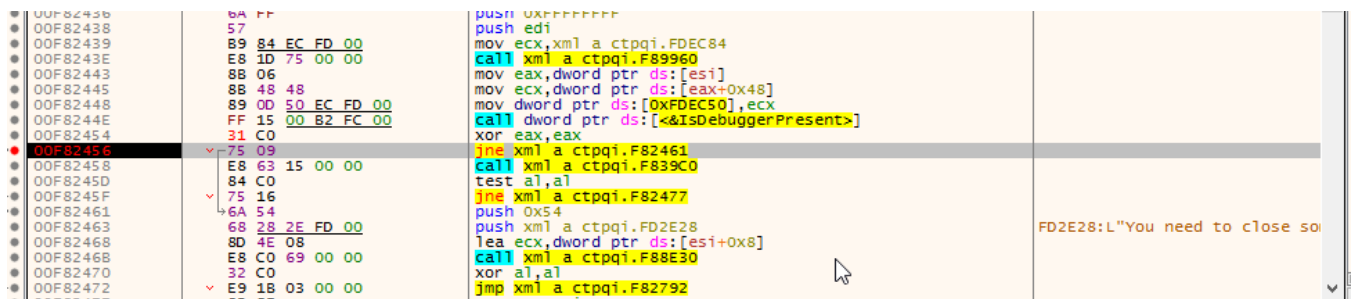 00F82436 6A FF push 0xFFFFFFFF
00F82438 57 push edi
00F82439 B9 84 EC FD 00 mov ecx,xml a ctpqi.FDEC84
00F8243E E8 1D 75 00 00 call xml a ctpqi.F89960
00F82443 8B 06 mov eax,dword ptr ds:[esi]
00F82445 8B 48 48 mov ecx,dword ptr ds:[eax+0x48]
00F82448 89 0D 50 EC FD 00 mov dword ptr ds:[0xFDEC50],ecx
00F8244E FF 15 00 B2 FC 00 call dword ptr ds:[<&IsDebuggerPresent>]
00F82454 31 C0 xor eax,eax
00F82456 75 09 jne xml a ctpqi.F82461
00F82458 E8 63 15 00 00 call xml a ctpqi.F839C0
00F8245D 84 C0 test al,al
00F8245F 75 16 jne xml a ctpqi.F82477
00F82461 6A 54 push 0x54
00F82463 68 28 2E FD 00 push xml a ctpqi.FD2E28 FD2E28:L"You need to close
00F82468 8D 4E 08 lea ecx,dword ptr ds:[esi+0x8]
00F8246B E8 C0 69 00 00 call xml a ctpqi.F88E30
00F82470 32 C0 xor al,al
00F82472 E9 1B 03 00 00 jmp xml a ctpqi.F82792